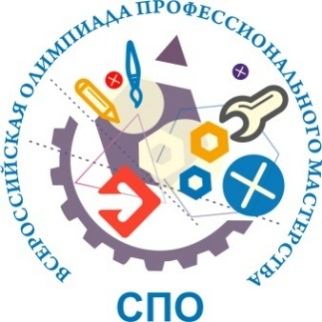 ВСЕРОССИЙСКАЯ ОЛИМПИАДА ПРОФЕССИОНАЛЬНОГО МАСТЕРСТВА
СПО